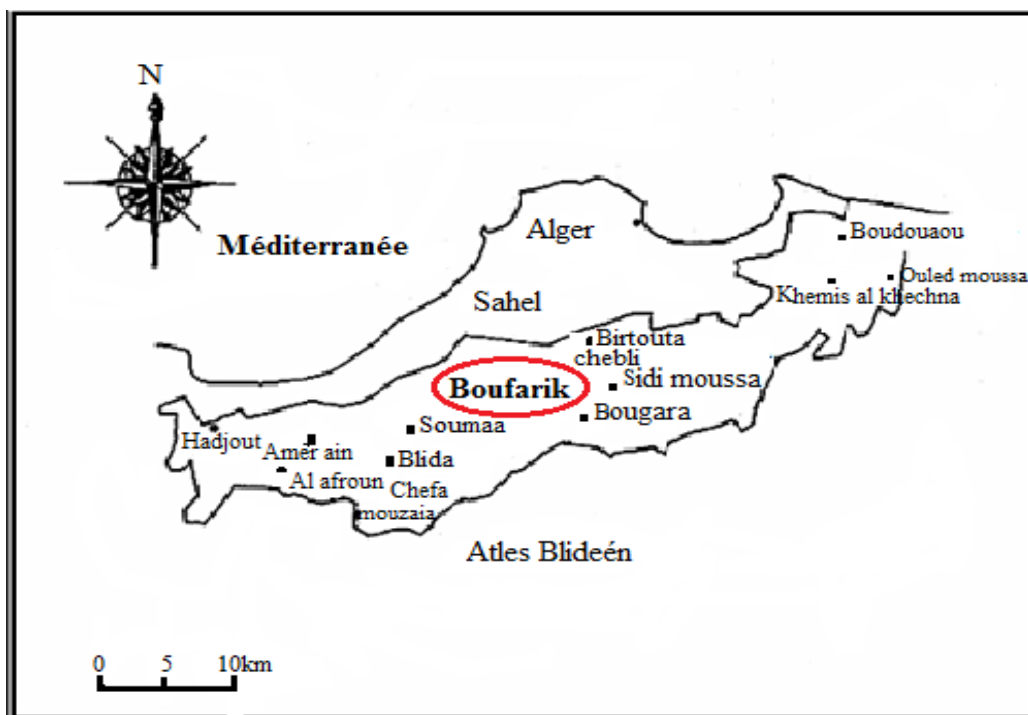 N
Méditerranée
Alger
Sahel
Boudouaou
Ouled moussa
Khemis al khechna
Birtouta
chebli
Boufarik
Sidi moussa
Bougara
Soumaa
Hadjout
Amer ain
Blida
Al afroun
Chefa
mouzaia
Atles Blideén
0 5 10km